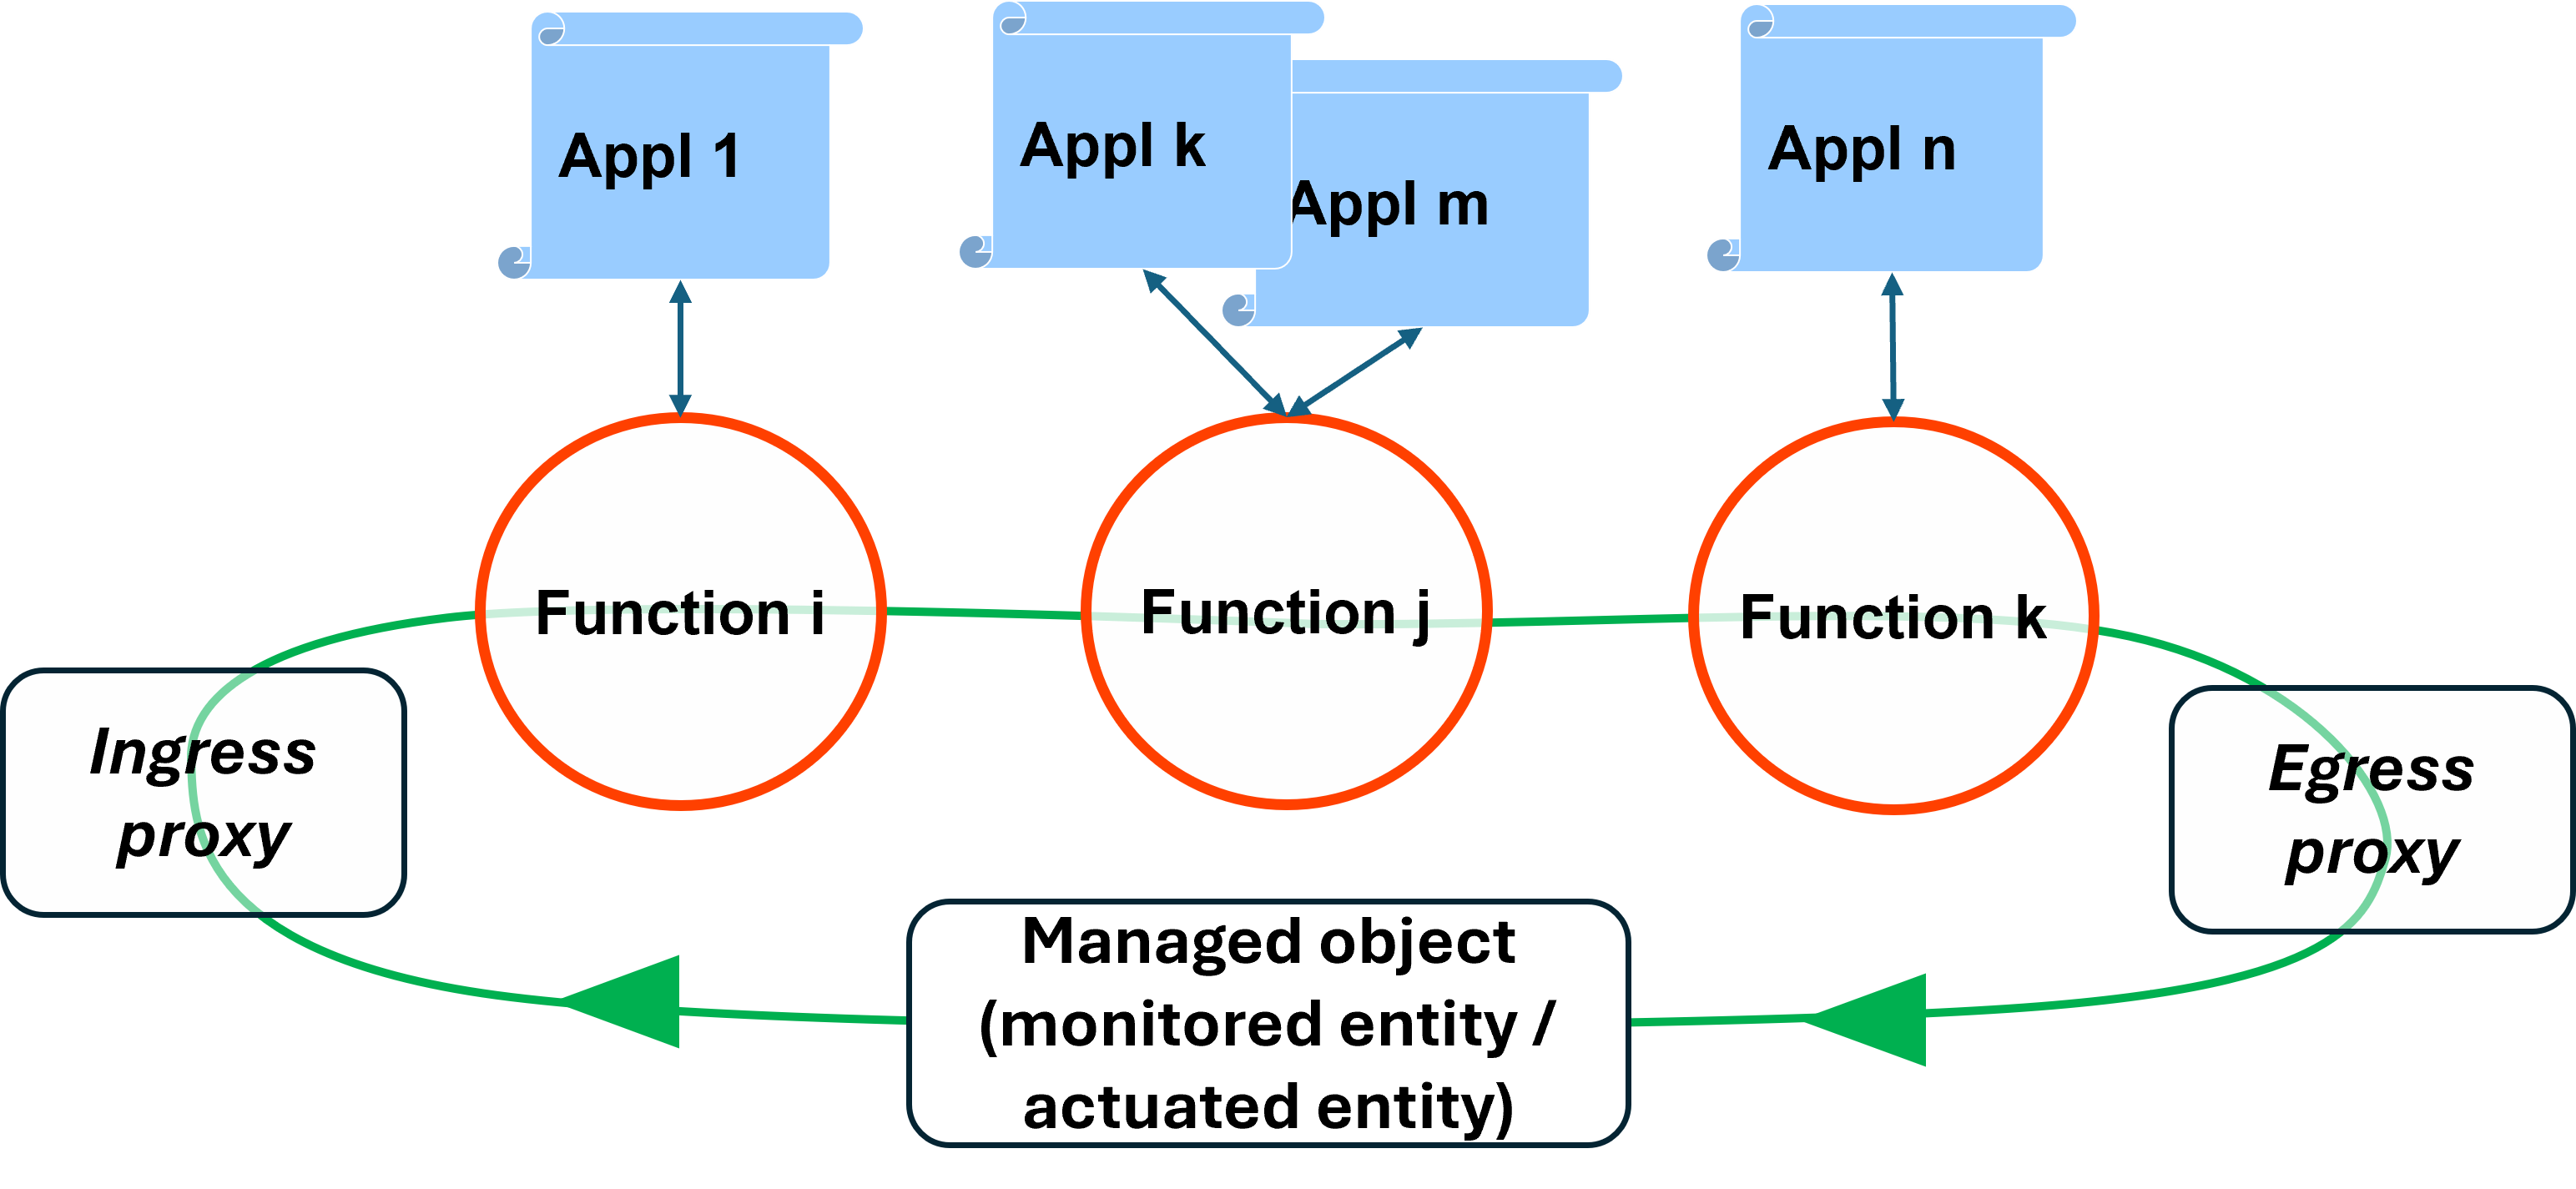 Appl 1
Appl k
Appl m
Appl n
Function i
Function j
Function k
Ingress
proxy
Egress
proxy
Managed object
(monitored entity /
actuated entity)